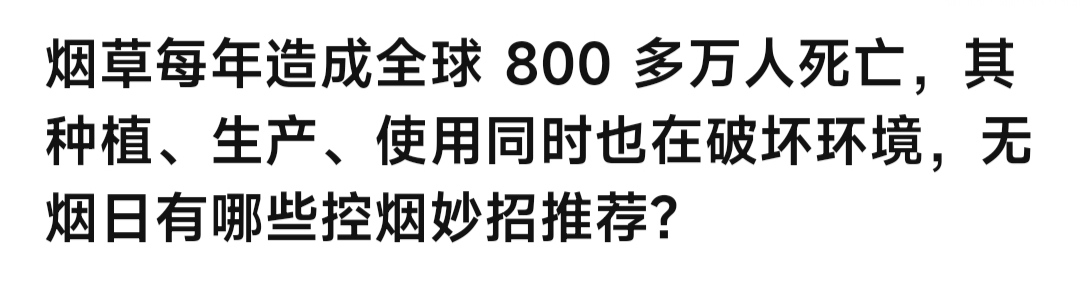 烟草每年造成全球 800 多万人死亡，其
种植、生产、使用同时也在破坏环境，无
烟日有哪些控烟妙招推荐？